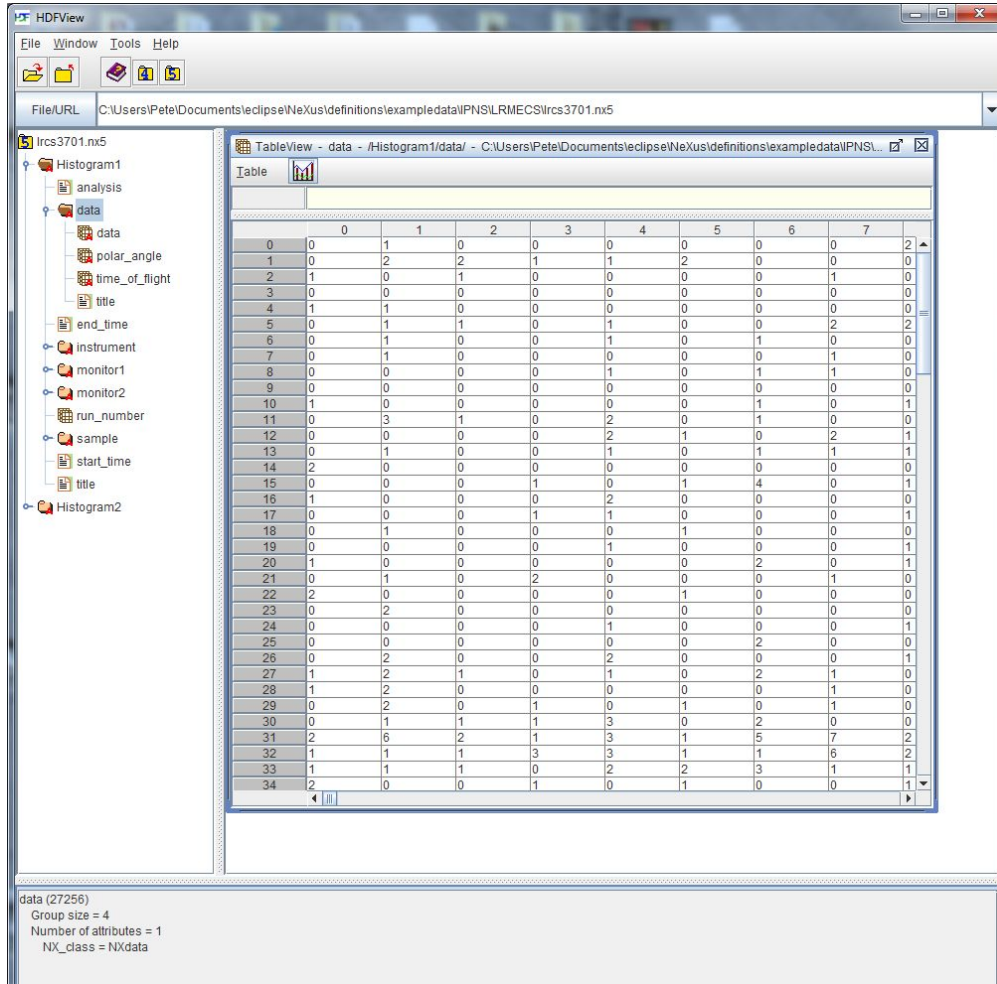 HDFView
File Window Tools Help
File/URL C:\Users\Pete\Documents\eclipse\NeXus\definitions\exampledata\IPNS\LRMECS\lrcs3701.nx5
lrcs3701.nx5
Histogram1
analysis
data
data
polar_angle
time_of_flight
title
end_time
instrument
monitor1
monitor2
run_number
sample
start_time
title
Histogram2
TableView - data - /Histogram1/data/ - C:\Users\Pete\Documents\eclipse\NeXus\definitions\exampledata\IPNS\...
Table
0 1 2 3 4 5 6 7
0 0 1 0 0 0 0 0 0 2
1 0 2 2 1 1 2 0 0 0
2 1 0 1 0 0 0 0 1 0
3 0 0 0 0 0 0 0 0 0
4 1 1 0 0 0 0 0 0 0
5 0 1 1 0 1 0 0 2 2
6 0 1 0 0 1 0 1 0 0
7 0 1 0 0 0 0 0 1 0
8 0 0 0 0 1 0 1 1 0
9 0 0 0 0 0 0 0 0 0
10 1 0 0 0 0 0 1 0 1
11 0 3 1 0 2 0 1 0 0
12 0 0 0 0 2 1 0 2 1
13 0 1 0 0 1 0 1 1 1
14 2 0 0 0 0 0 0 0 0
15 0 0 0 1 0 1 4 0 1
16 1 0 0 0 2 0 0 0 0
17 0 0 0 1 1 0 0 0 1
18 0 1 0 0 0 1 0 0 0
19 0 0 0 0 1 0 0 0 1
20 1 0 0 0 0 0 2 0 1
21 0 1 0 2 0 0 0 1 0
22 2 0 0 0 0 1 0 0 0
23 0 2 0 0 0 0 0 0 0
24 0 0 0 0 1 0 0 0 1
25 0 0 0 0 0 0 2 0 0
26 0 2 0 0 2 0 0 0 1
27 1 2 1 0 1 0 2 1 0
28 1 2 0 0 0 0 0 1 0
29 0 2 0 1 0 1 0 1 0
30 0 1 1 1 3 0 2 0 0
31 2 6 2 1 3 1 5 7 2
32 1 1 1 3 3 1 1 6 2
33 1 1 1 0 2 2 3 1 1
34 2 0 0 1 0 1 0 0 1
data (27256)
Group size = 4
Number of attributes = 1
NX_class = NXdata